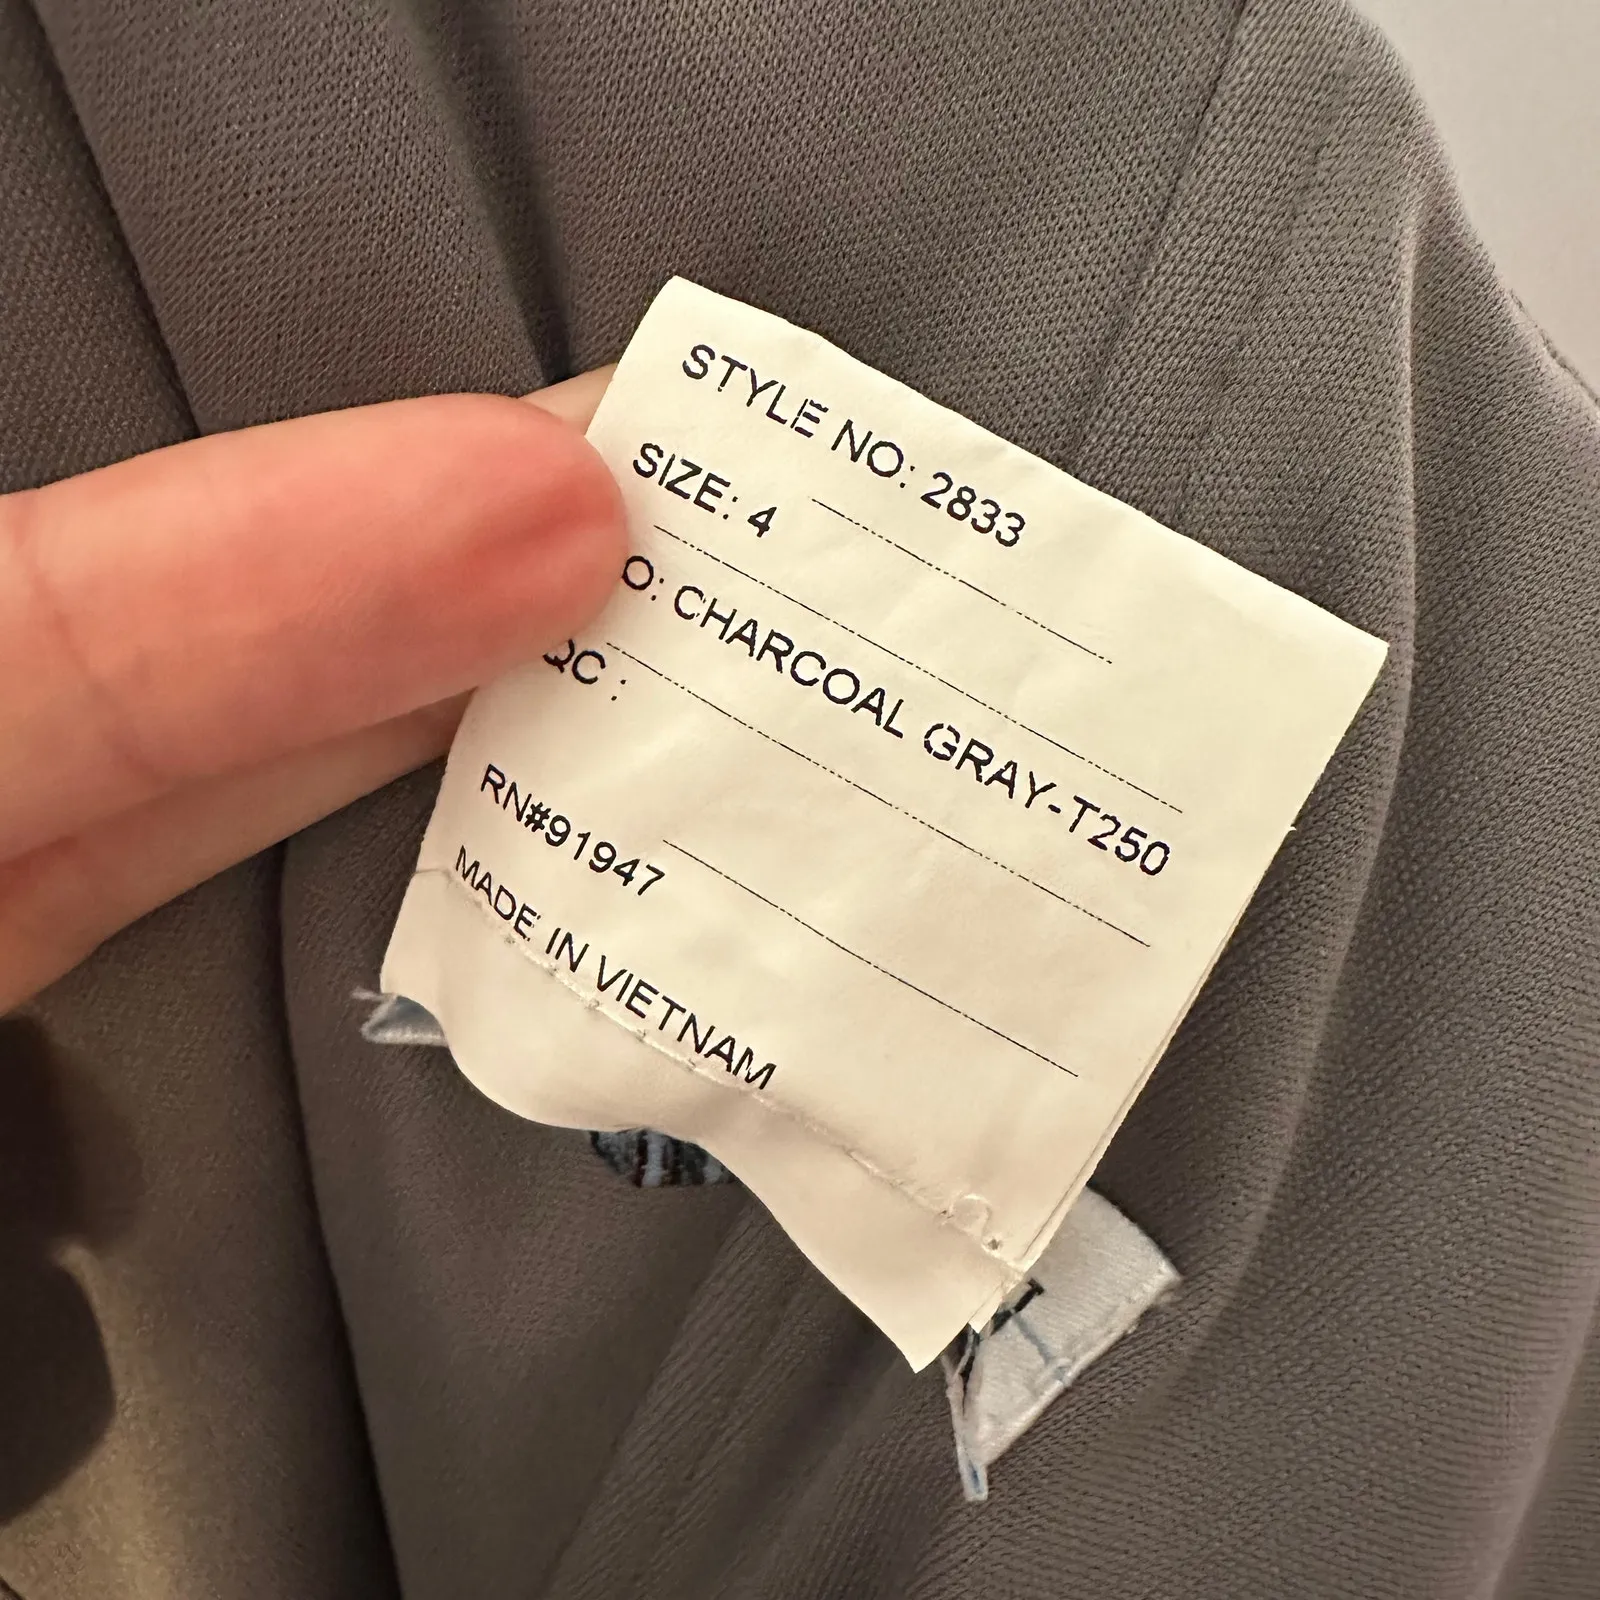 STYLE NO: 2833
SIZE: 4
O: CHARCOAL GRAY-T250
QC :
RN#91947
MADE IN VIETNAM